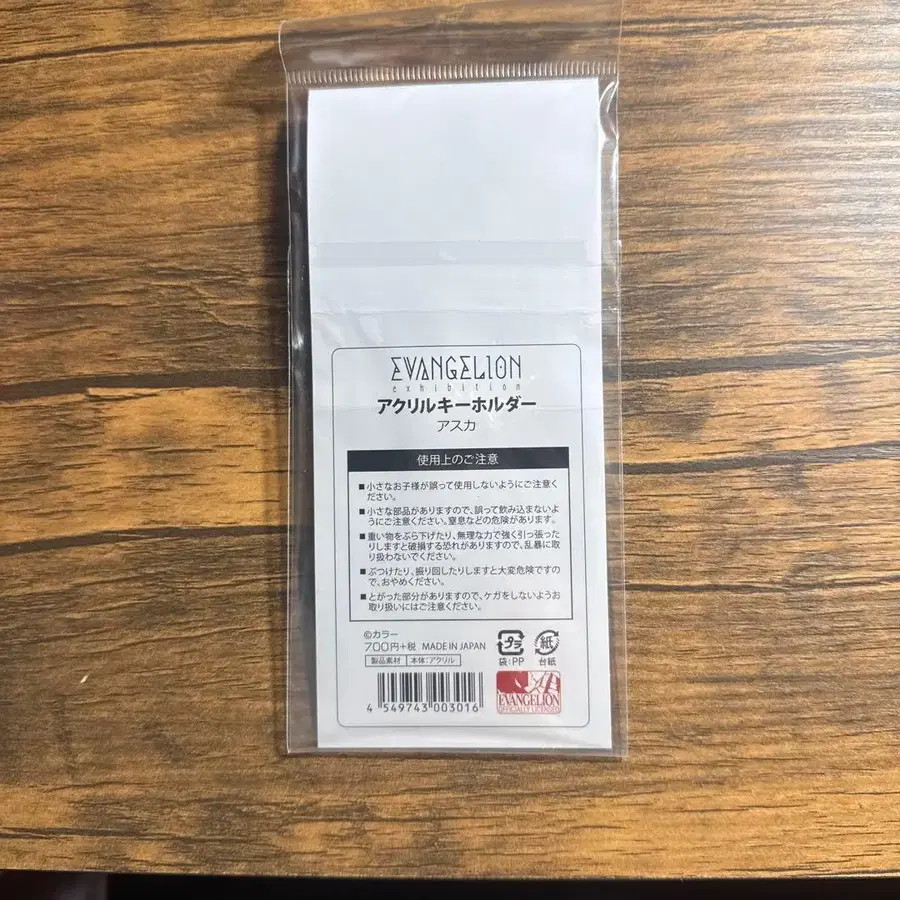 EVANGELION
exhibition
アクリルキーホルダー
アスカ
使用上のご注意
■小さなお子様が誤って使用しないようにご注意く
ださい。
■小さな部品がありますので、誤って飲み込まないよ
うにご注意ください。窒息などの危険があります。
■重い物をぶら下げたり、無理な力で強く引っ張った
りしますと破損する恐れがありますので、乱暴に取
り扱わないでください。
■ぶつけたり、振り回したりしますと大変危険ですの
で、おやめください。
■とがった部分がありますので、ケガをしないようお
取り扱いにはご注意ください。
©カラー
700円+税 MADE IN JAPAN
製品素材 本体:アクリル
プラ
袋:PP
紙
台紙
4 549743 003016
EVANGELION
OFFICIALLY LICENSED